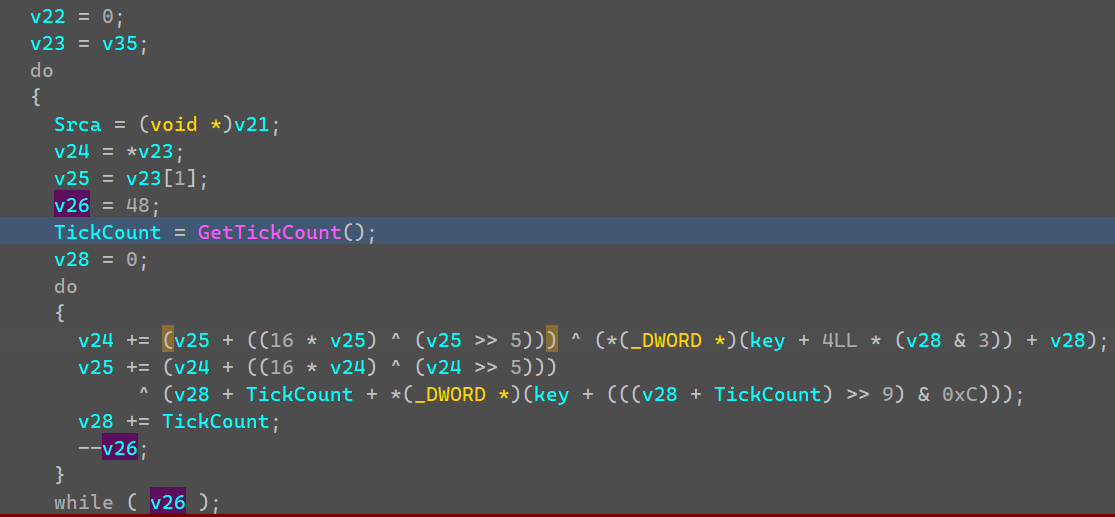 v22 = 0;
v23 = v35;
do
{
Srca = (void *)v21;
v24 = *v23;
v25 = v23[1];
v26 = 48;
TickCount = GetTickCount();
v28 = 0;
do
{
v24 += (v25 + ((16 * v25) ^ (v25 >> 5))) ^ (*(_DWORD *)(key + 4LL * (v28 & 3)) + v28);
v25 += (v24 + ((16 * v24) ^ (v24 >> 5)))
^ (v28 + TickCount + *(_DWORD *)(key + (((v28 + TickCount) >> 9) & 0xC)));
v28 += TickCount;
--v26;
}
while ( v26 );